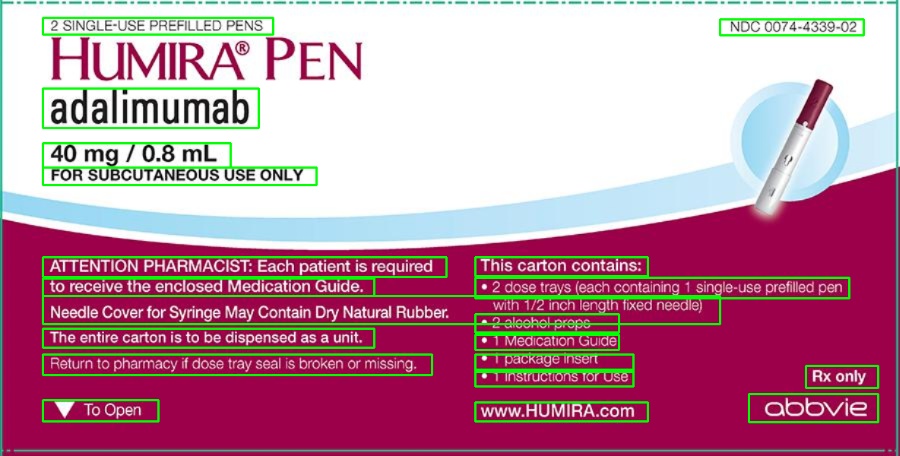 2 SINGLE-USE PREFILLED PENS
NDC 0074-4339-02
HUMIRA® PEN
adalimumab
40 mg / 0.8 mL
FOR SUBCUTANEOUS USE ONLY
ATTENTION PHARMACIST: Each patient is required
to receive the enclosed Medication Guide.
Needle Cover for Syringe May Contain Dry Natural Rubber.
The entire carton is to be dispensed as a unit.
Return to pharmacy if dose tray seal is broken or missing.
▼ To Open
This carton contains:
• 2 dose trays (each containing 1 single-use prefilled pen
with 1/2 inch length fixed needle)
• 2 alcohol preps
• 1 Medication Guide
• 1 package insert
• 1 Instructions for Use
www.HUMIRA.com
Rx only
abbvie